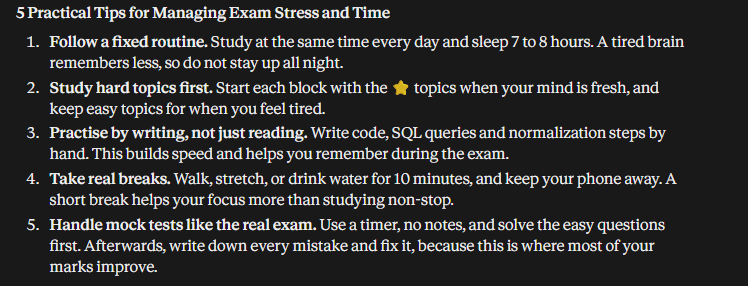 5 Practical Tips for Managing Exam Stress and Time
1. Follow a fixed routine. Study at the same time every day and sleep 7 to 8 hours. A tired brain
remembers less, so do not stay up all night.
2. Study hard topics first. Start each block with the ⭐ topics when your mind is fresh, and
keep easy topics for when you feel tired.
3. Practise by writing, not just reading. Write code, SQL queries and normalization steps by
hand. This builds speed and helps you remember during the exam.
4. Take real breaks. Walk, stretch, or drink water for 10 minutes, and keep your phone away. A
short break helps your focus more than studying non-stop.
5. Handle mock tests like the real exam. Use a timer, no notes, and solve the easy questions
first. Afterwards, write down every mistake and fix it, because this is where most of your
marks improve.